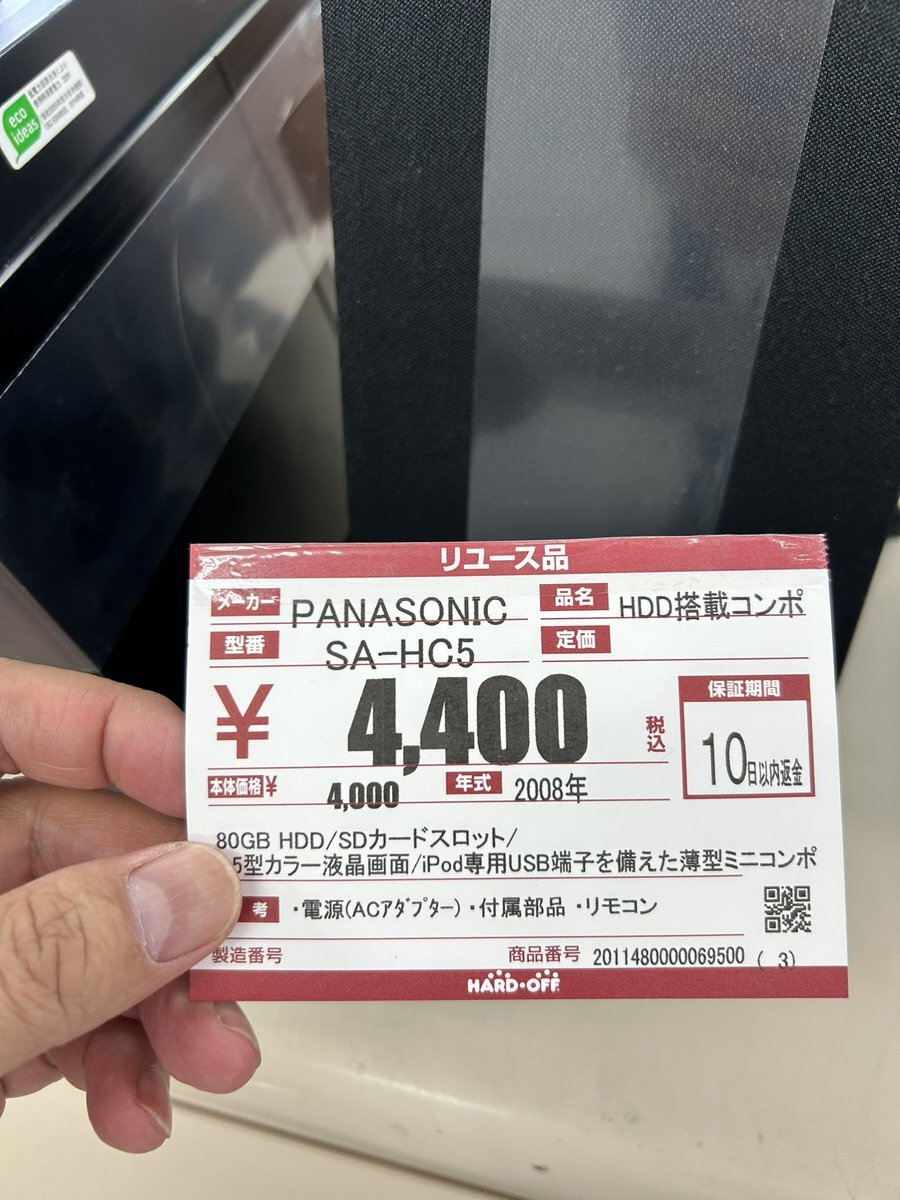 eco
ideas
リユース品
メーカー PANASONIC
品名 HDD搭載コンポ
型番 SA-HC5
定価
¥ 4,400 税込
保証期間
10日以内返金
本体価格¥ 4,000 年式 2008年
80GB HDD/SDカードスロット/
5型カラー液晶画面/iPod専用USB端子を備えた薄型ミニコンポ
考 ・電源(ACアダプター)・付属部品・リモコン
製造番号 商品番号 2011480000069500 ( 3)
HARD・OFF